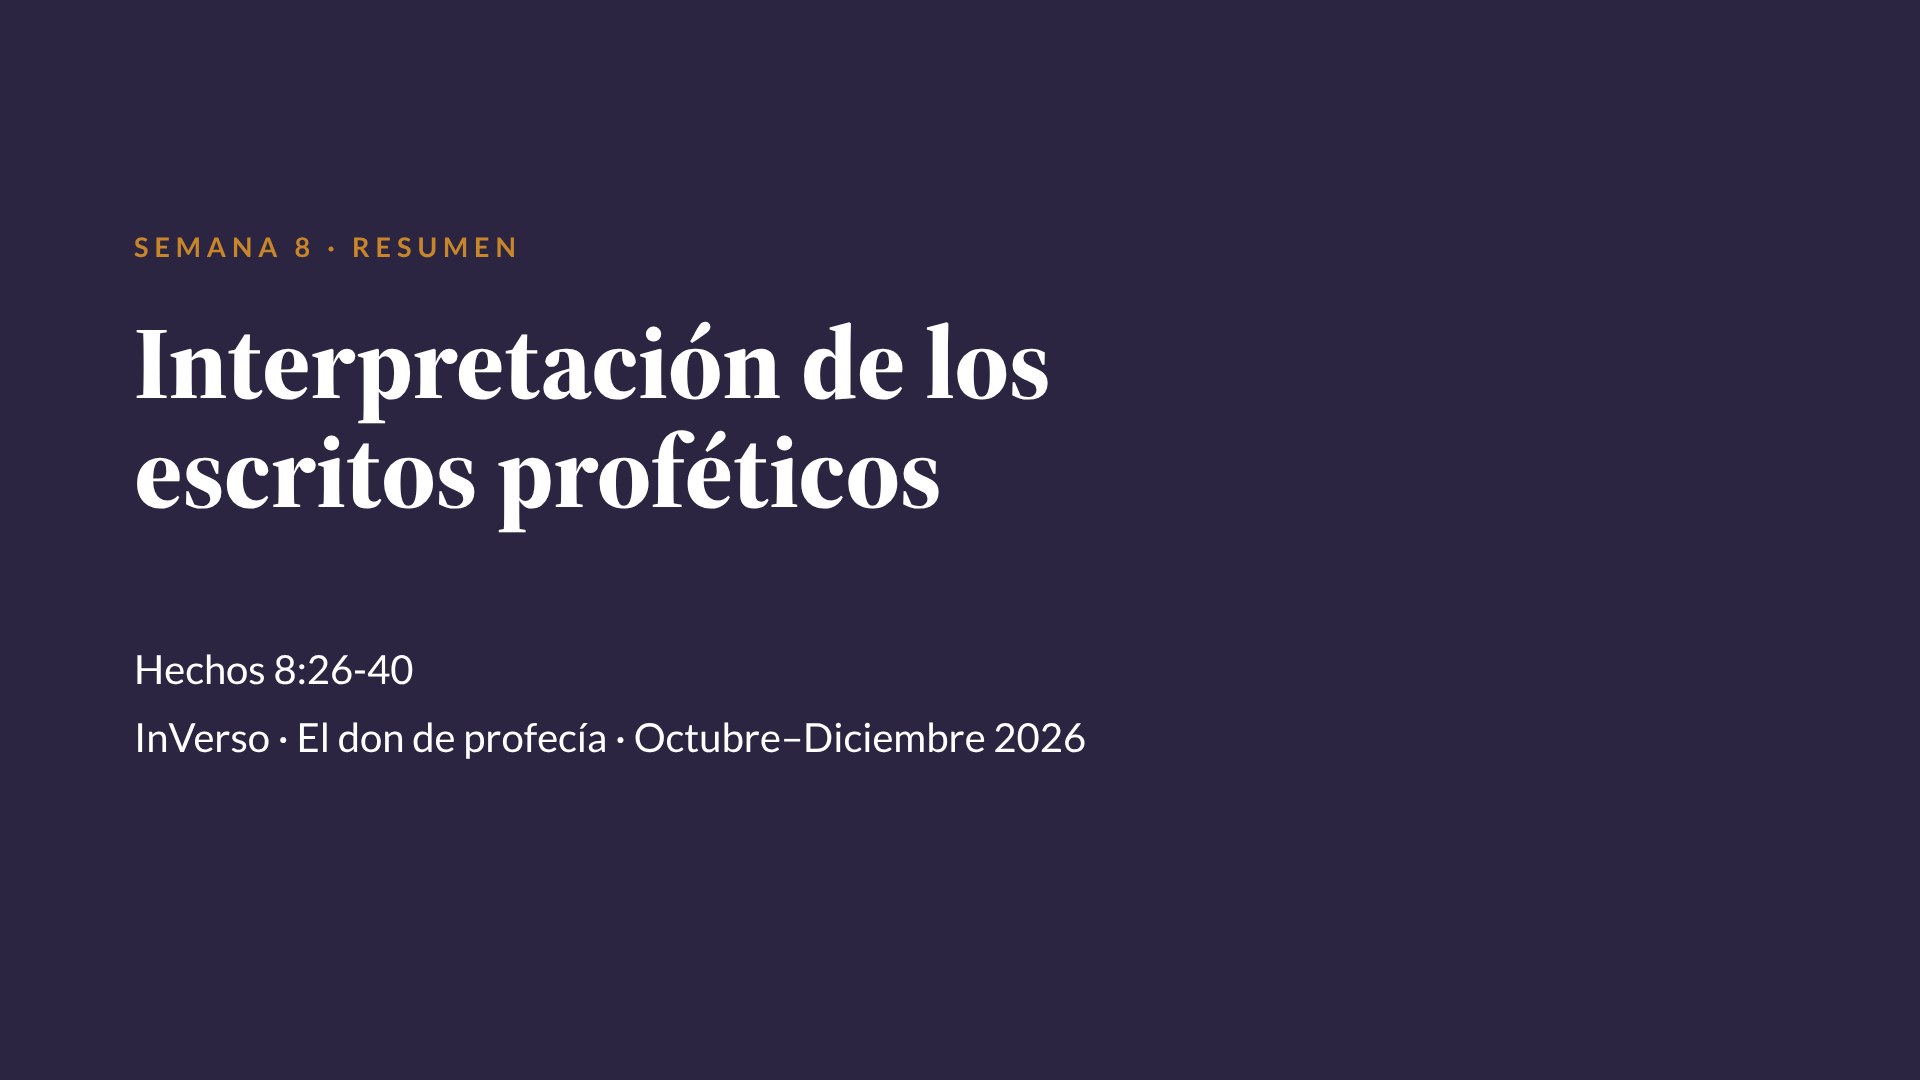 SEMANA 8 · RESUMEN
Interpretación de los
escritos proféticos
Hechos 8:26-40
InVerso · El don de profecía · Octubre–Diciembre 2026